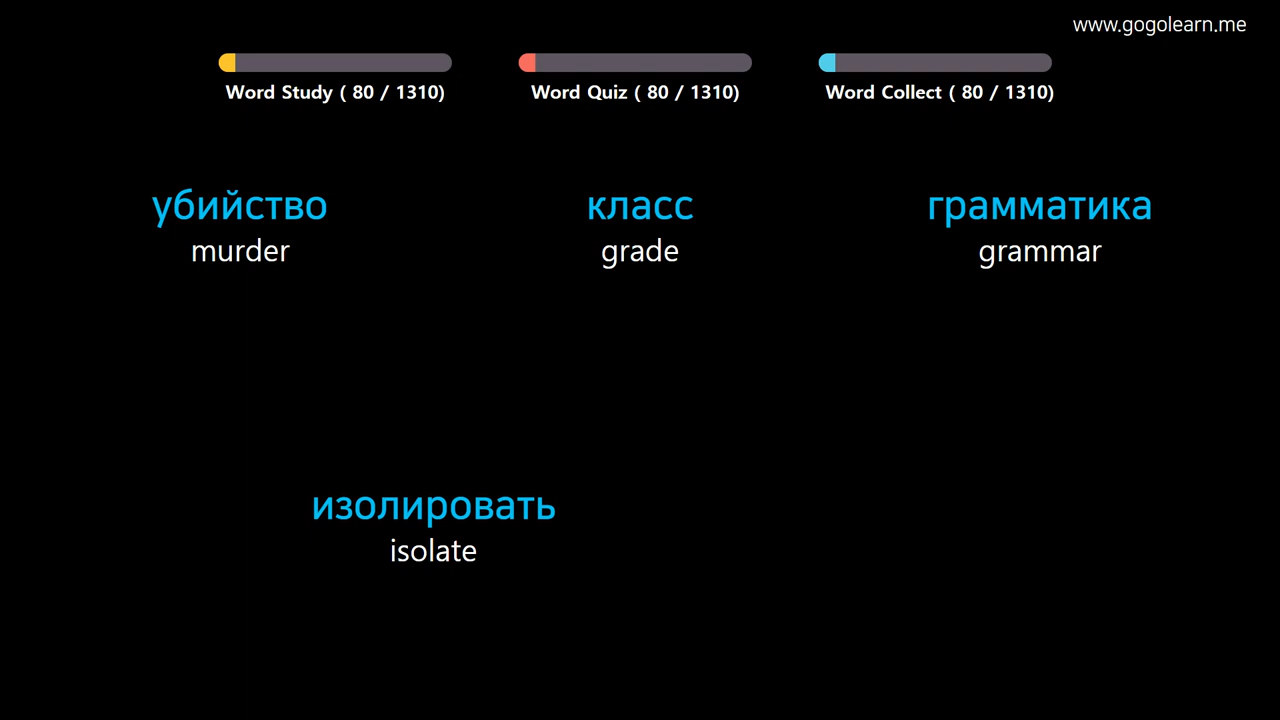 www.gogolearn.me
Word Study ( 80 / 1310)
Word Quiz ( 80 / 1310)
Word Collect ( 80 / 1310)
убийство
murder
класс
grade
грамматика
grammar
изолировать
isolate